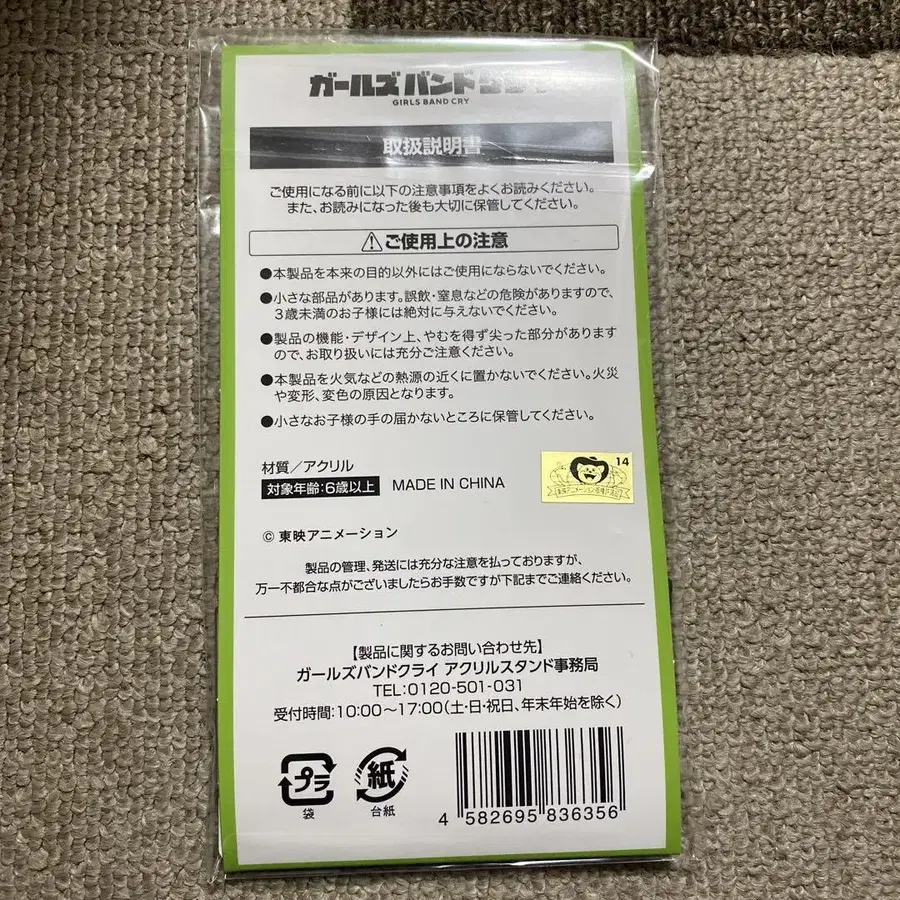 ガールズバンドクライ
GIRLS BAND CRY
取扱説明書
ご使用になる前に以下の注意事項をよくお読みください。
また、お読みになった後も大切に保管してください。
⚠ご使用上の注意
●本製品を本来の目的以外にはご使用にならないでください。
●小さな部品があります。誤飲・窒息などの危険がありますので、
3歳未満のお子様には絶対に与えないでください。
●製品の機能・デザイン上、やむを得ず尖った部分があります
ので、お取り扱いには充分ご注意ください。
●本製品を火気などの熱源の近くに置かないでください。火災
や変形、変色の原因となります。
●小さなお子様の手の届かないところに保管してください。
材質／アクリル
対象年齢:6歳以上 MADE IN CHINA
14
© 東映アニメーション
製品の管理、発送には充分な注意を払っておりますが、
万一不都合な点がございましたらお手数ですが下記までご連絡ください。
【製品に関するお問い合わせ先】
ガールズバンドクライ アクリルスタンド事務局
TEL:0120-501-031
受付時間:10:00〜17:00(土・日・祝日、年末年始を除く)
プラ
袋
紙
台紙
4 582695 836356